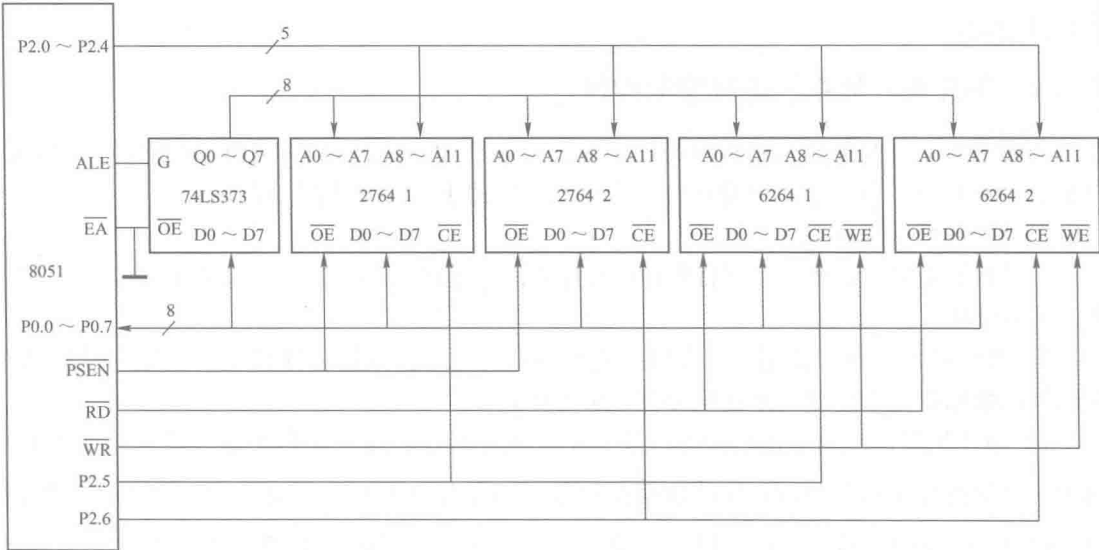 P2.0 ~ P2.4
5
8
ALE
G Q0 ~ Q7
74LS373
OE D0 ~ D7
A0 ~ A7 A8 ~ A11
2764 1
OE D0 ~ D7 CE
A0 ~ A7 A8 ~ A11
2764 2
OE D0 ~ D7 CE
A0 ~ A7 A8 ~ A11
6264 1
OE D0 ~ D7 CE WE
A0 ~ A7 A8 ~ A11
6264 2
OE D0 ~ D7 CE WE
EA
8051
P0.0 ~ P0.7
8
PSEN
RD
WR
P2.5
P2.6